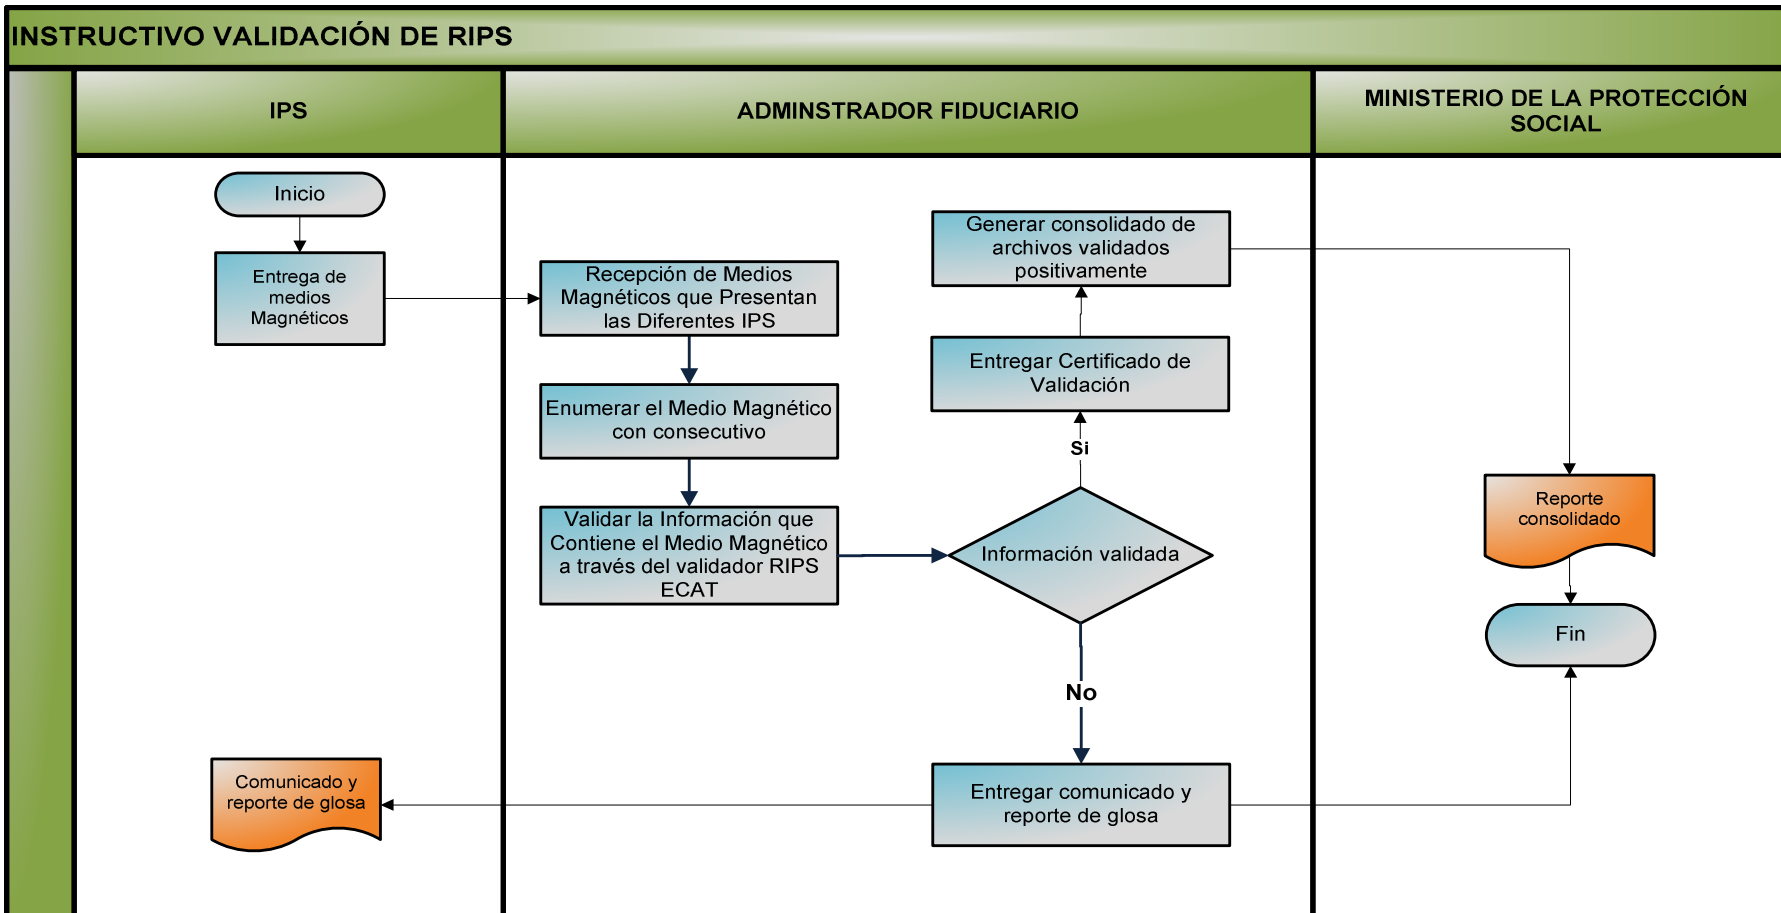 INSTRUCTIVO VALIDACIÓN DE RIPS
IPS
ADMINSTRADOR FIDUCIARIO
MINISTERIO DE LA PROTECCIÓN
SOCIAL
Inicio
Entrega de
medios
Magnéticos
Recepción de Medios
Magnéticos que Presentan
las Diferentes IPS
Enumerar el Medio Magnético
con consecutivo
Validar la Información que
Contiene el Medio Magnético
a través del validador RIPS
ECAT
Generar consolidado de
archivos validados
positivamente
Entregar Certificado de
Validación
Si
Información validada
No
Entregar comunicado y
reporte de glosa
Comunicado y
reporte de glosa
Reporte
consolidado
Fin